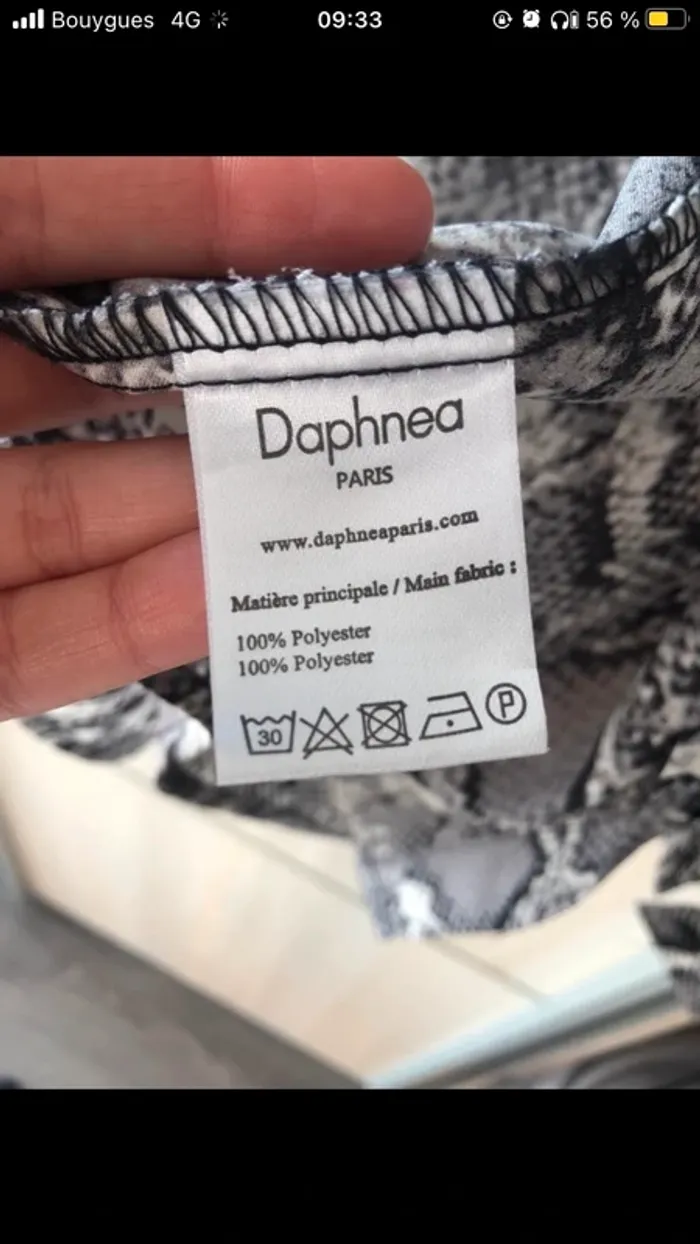 Bouygues 4G 09:33 56 %
Daphnea
PARIS
www.daphneaparis.com
Matière principale / Main fabric :
100% Polyester
100% Polyester
30 P